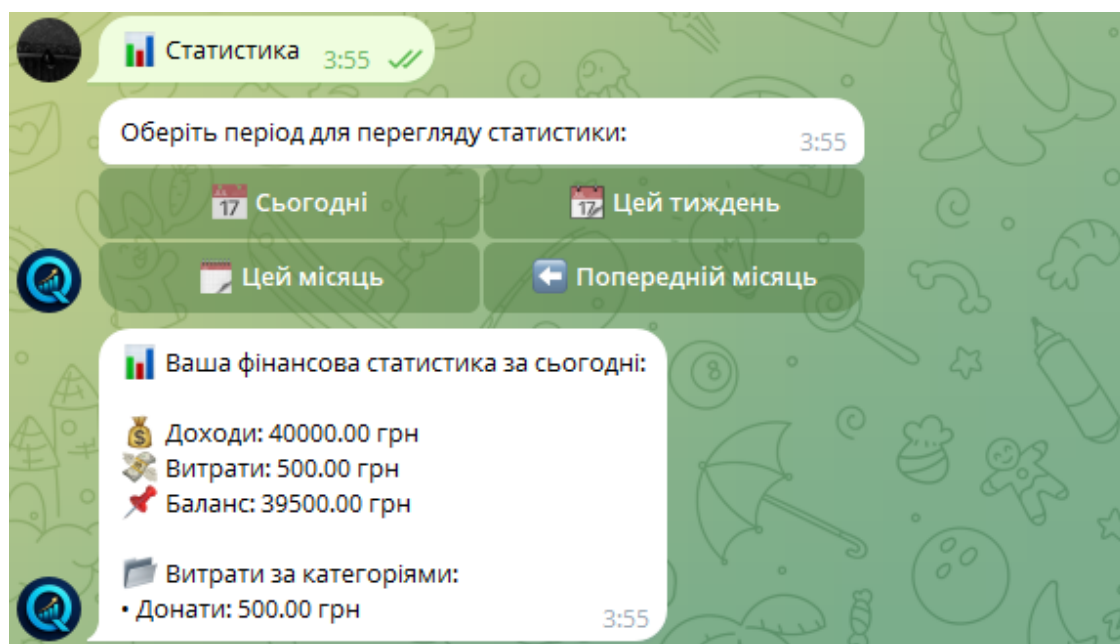 📊 Статистика 3:55
Оберіть період для перегляду статистики: 3:55
Сьогодні
Цей тиждень
Цей місяць
Попередній місяць
📊 Ваша фінансова статистика за сьогодні:
💰 Доходи: 40000.00 грн
💸 Витрати: 500.00 грн
📌 Баланс: 39500.00 грн
📁 Витрати за категоріями:
• Донати: 500.00 грн 3:55